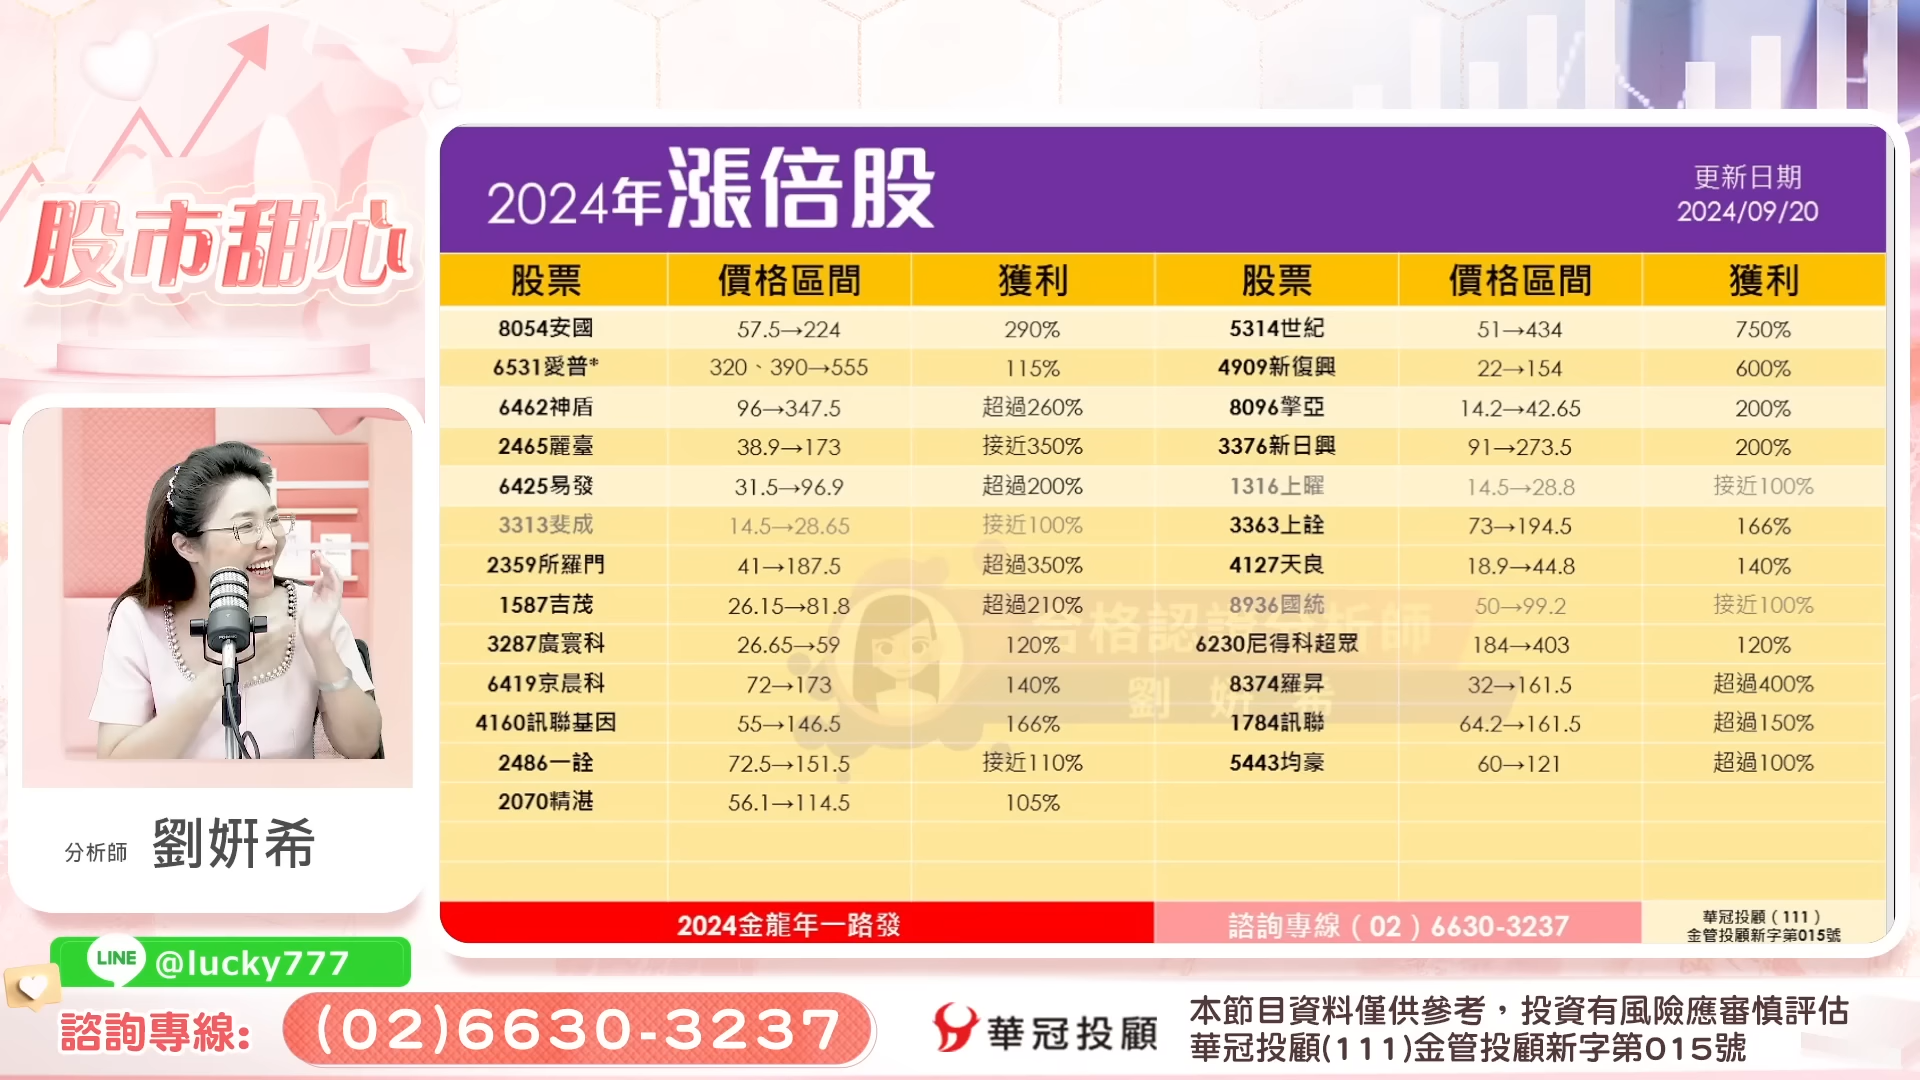 股市甜心
分析師 劉妍希
LINE @lucky777
2024年漲倍股
更新日期
2024/09/20
股票 價格區間 獲利 股票 價格區間 獲利
8054安國 57.5→224 290% 5314世紀 51→434 750%
6531愛普* 320、390→555 115% 4909新復興 22→154 600%
6462神盾 96→347.5 超過260% 8096擎亞 14.2→42.65 200%
2465麗臺 38.9→173 接近350% 3376新日興 91→273.5 200%
6425易發 31.5→96.9 超過200% 1316上曜 14.5→28.8 接近100%
3313斐成 14.5→28.65 接近100% 3363上詮 73→194.5 166%
2359所羅門 41→187.5 超過350% 4127天良 18.9→44.8 140%
1587吉茂 26.15→81.8 超過210% 8936國統 50→99.2 接近100%
3287廣寰科 26.65→59 120% 6230尼得科超眾 184→403 120%
6419京晨科 72→173 140% 8374羅昇 32→161.5 超過400%
4160訊聯基因 55→146.5 166% 1784訊聯 64.2→161.5 超過150%
2486一詮 72.5→151.5 接近110% 5443均豪 60→121 超過100%
2070精湛 56.1→114.5 105%
合格認證分析師
劉妍希
2024金龍年一路發 諮詢專線（02）6630-3237
華冠投顧（111）
金管投顧新字第015號
諮詢專線: (02)6630-3237
華冠投顧
本節目資料僅供參考，投資有風險應審慎評估
華冠投顧(111)金管投顧新字第015號